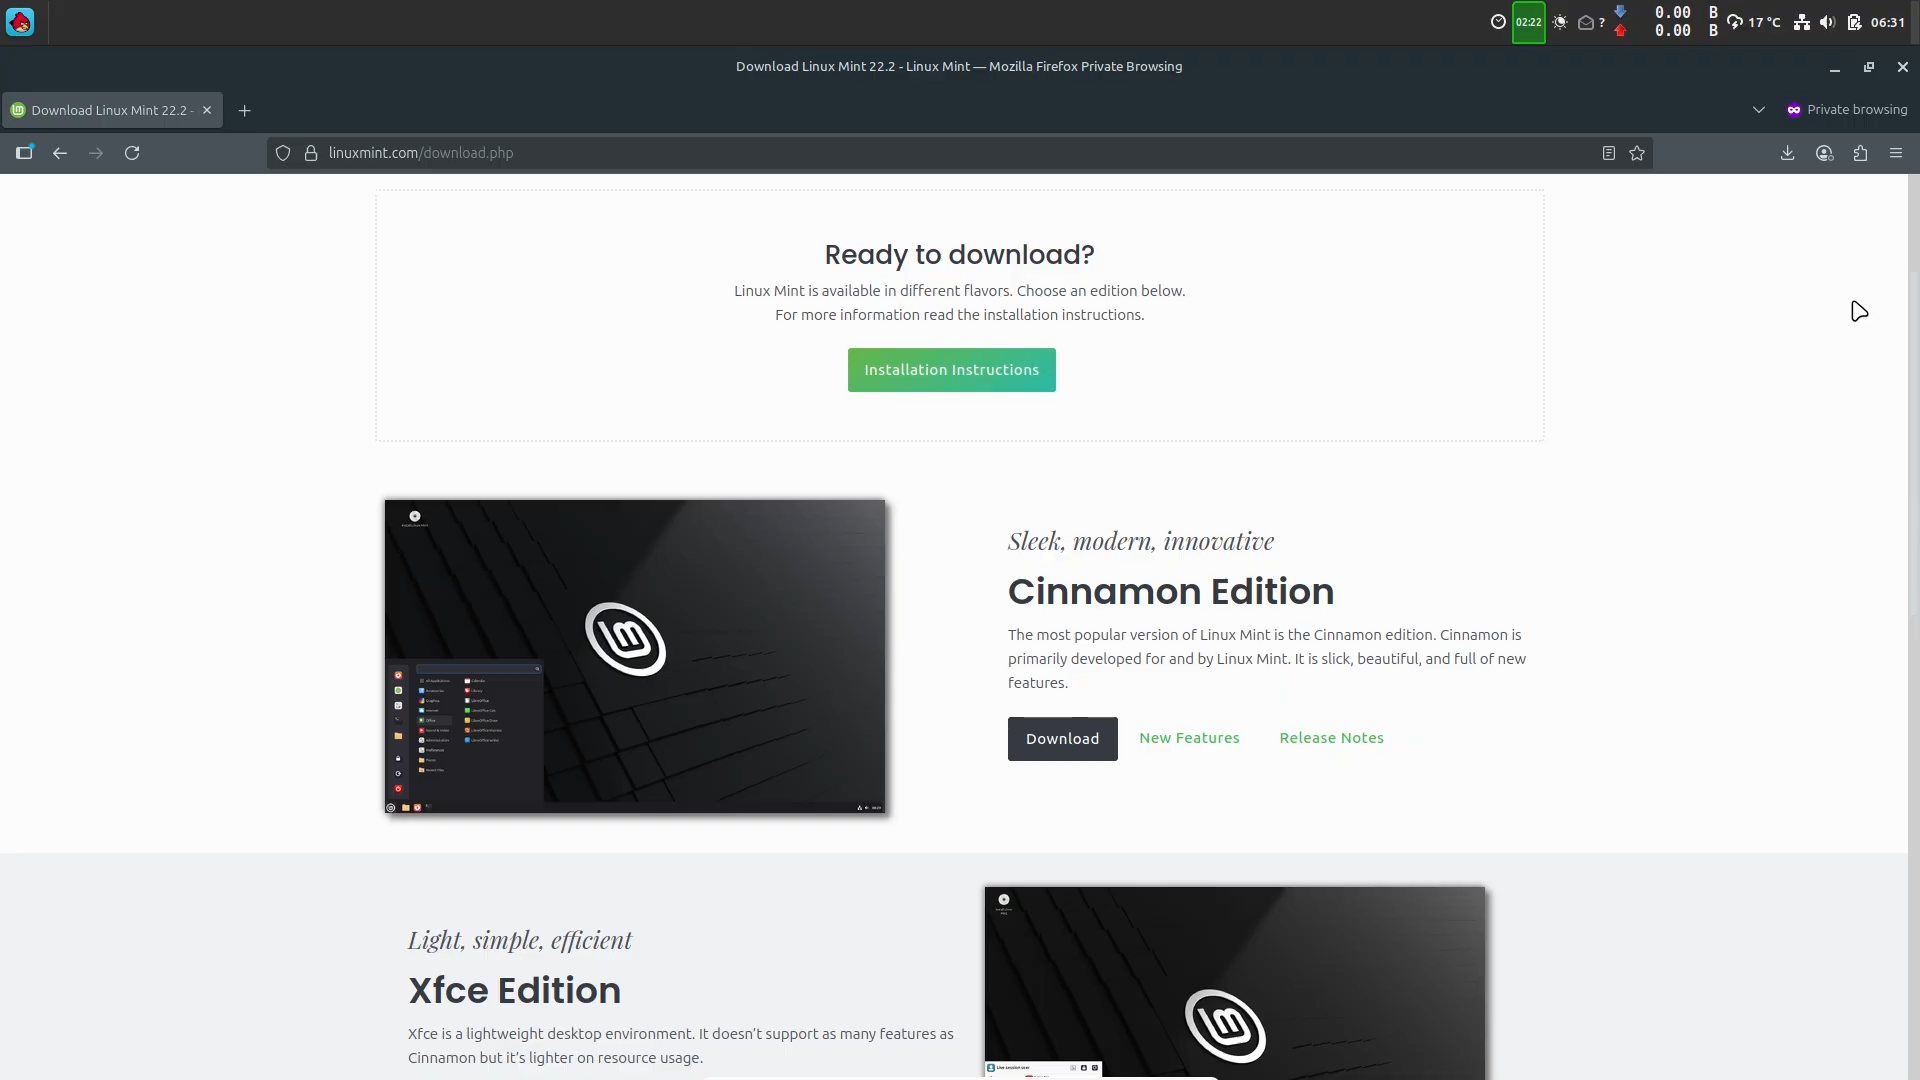 02:22
?
0.00 B
0.00 B
17 °C
06:31
Download Linux Mint 22.2 - Linux Mint — Mozilla Firefox Private Browsing
Download Linux Mint 22.2 -
Private browsing
linuxmint.com/download.php
Ready to download?
Linux Mint is available in different flavors. Choose an edition below.
For more information read the installation instructions.
Installation Instructions
Sleek, modern, innovative
Cinnamon Edition
The most popular version of Linux Mint is the Cinnamon edition. Cinnamon is
primarily developed for and by Linux Mint. It is slick, beautiful, and full of new
features.
Download
New Features
Release Notes
Light, simple, efficient
Xfce Edition
Xfce is a lightweight desktop environment. It doesn’t support as many features as
Cinnamon but it’s lighter on resource usage.
Live session user